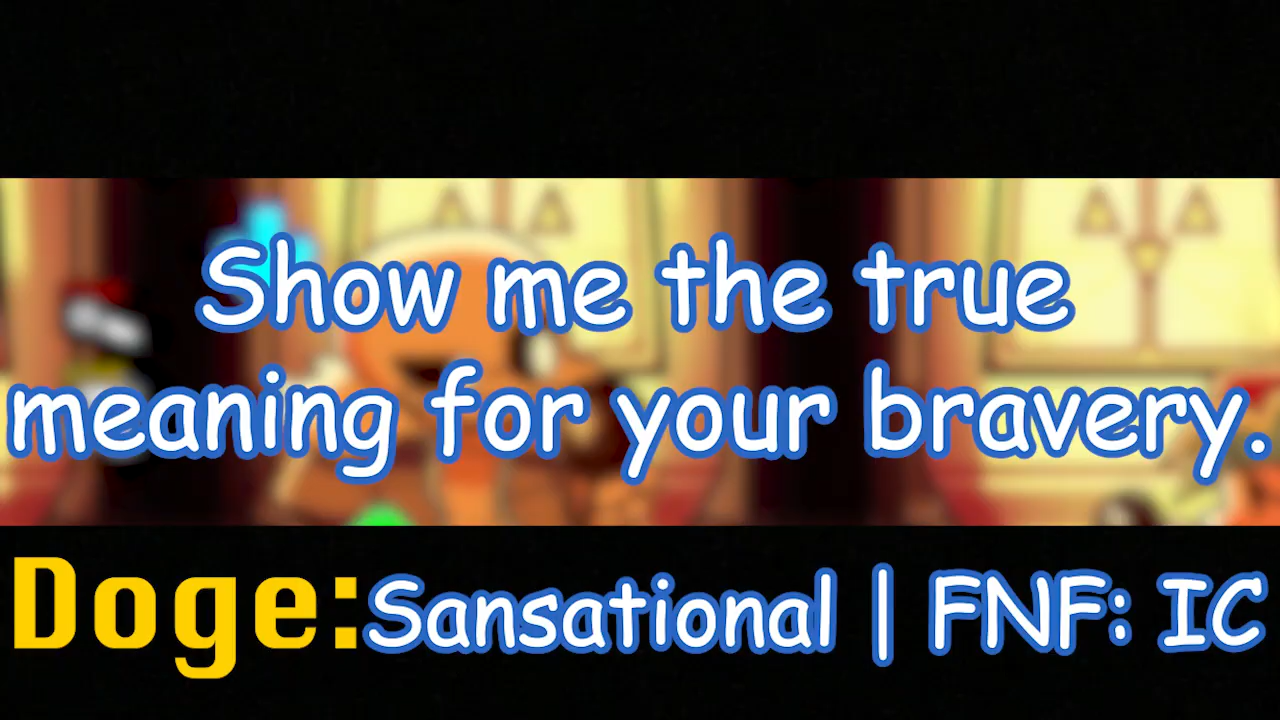 Show me the true
meaning for your bravery.
Doge: Sansational | FNF: IC